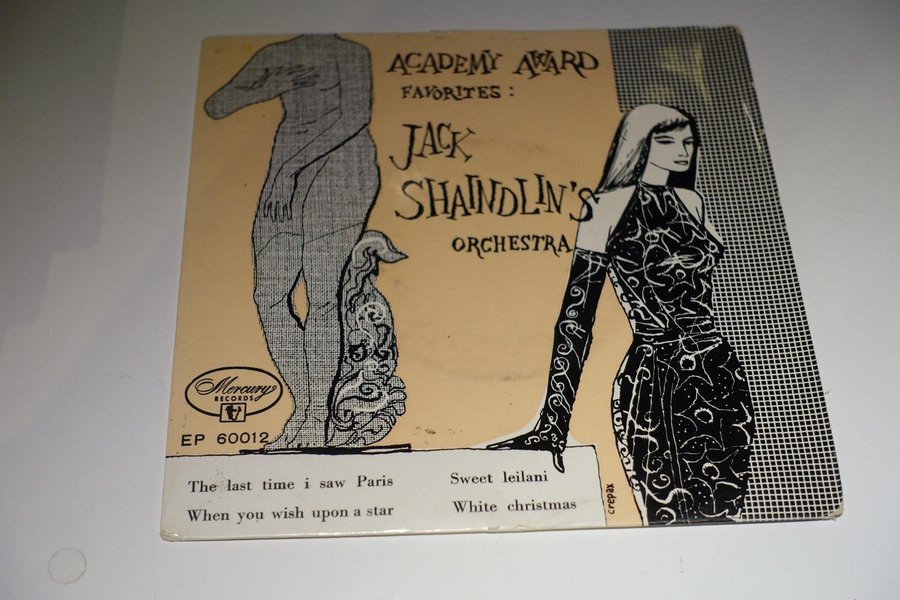 ACADEMY AWARD
FAVORITES :
JACK
SHAINDLIN'S
ORCHESTRA
Mercury
RECORDS
EP 60012
The last time i saw Paris
When you wish upon a star
Sweet leilani
White christmas
crepax